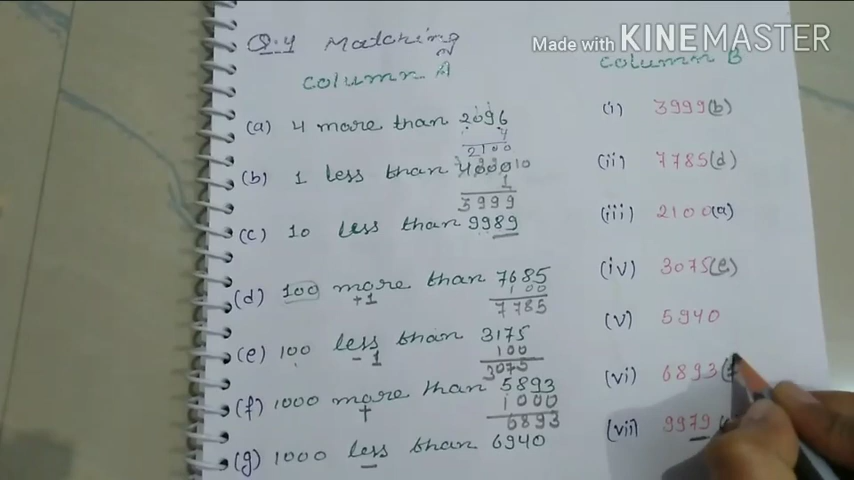 Made with KINEMASTER
Q.4 Matching
column A column B
(a) 4 more than 2096 (i) 3999(b)
4
2100
(b) 1 less than 4000 (ii) 7785(d)
1
3999
(c) 10 less than 9989 (iii) 2100(a)
(d) 100 more than 7685 (iv) 3075(e)
+1 100
7785
(e) 100 less than 3175 (v) 5940
-1 100
3075
(f) 1000 more than 5893 (vi) 6893(f
+ 1000
6893
(g) 1000 less than 6940 (vii) 9979